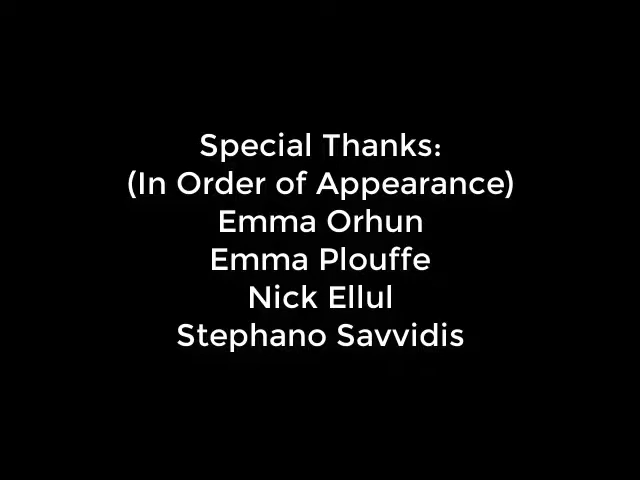 Special Thanks:
(In Order of Appearance)
Emma Orhun
Emma Plouffe
Nick Ellul
Stephano Savvidis